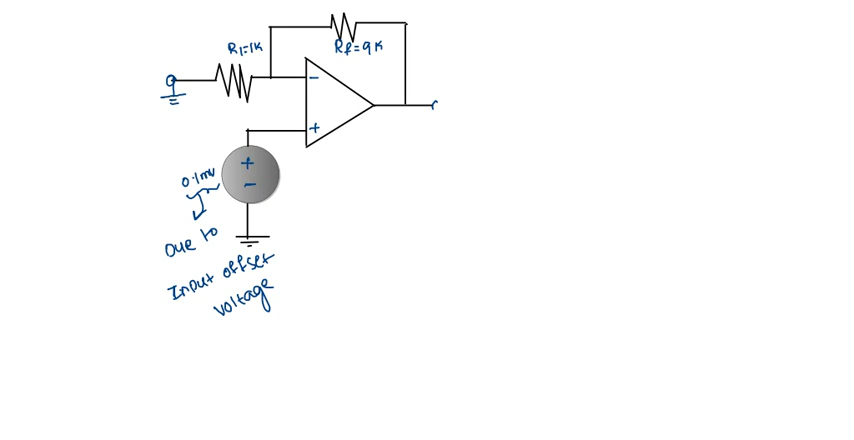 R1=1K
Rf=9K
-
+
+
-
0.1mV
Due to
Input offset
voltage